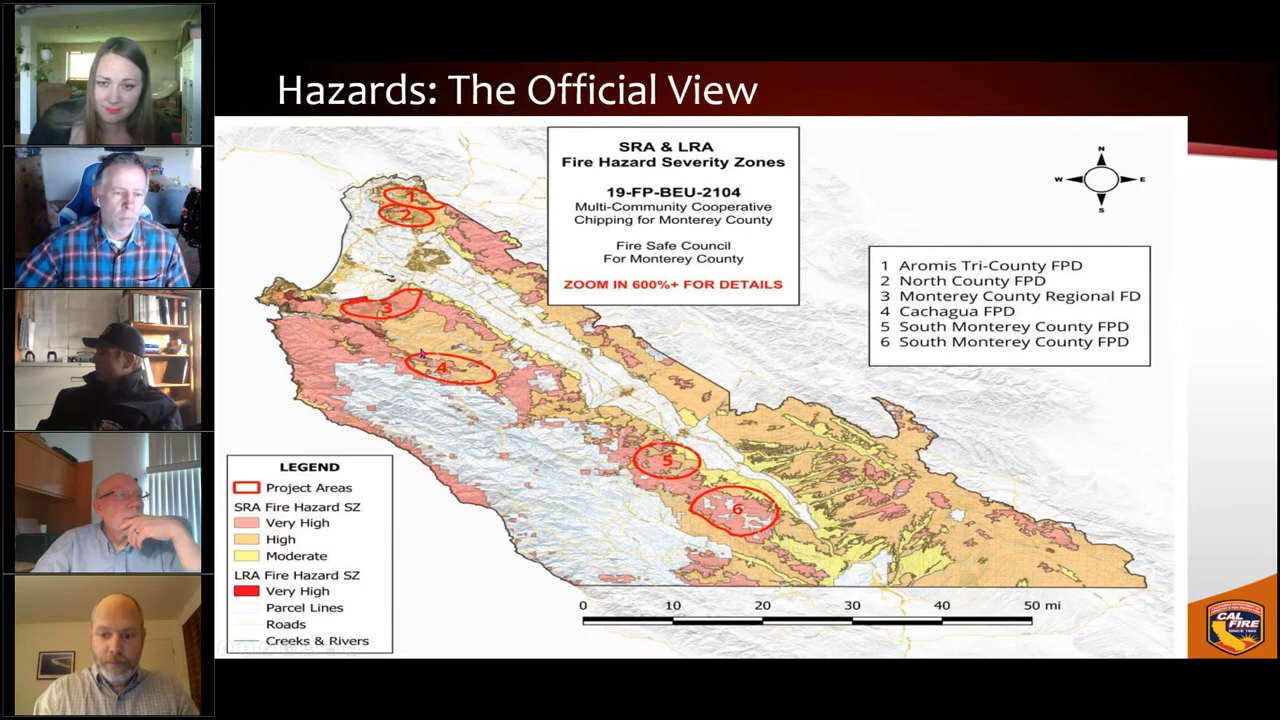 Hazards: The Official View
SRA & LRA
Fire Hazard Severity Zones
19-FP-BEU-2104
Multi-Community Cooperative
Chipping for Monterey County
Fire Safe Council
For Monterey County
ZOOM IN 600%+ FOR DETAILS
N
W E
S
1 Aromis Tri-County FPD
2 North County FPD
3 Monterey County Regional FD
4 Cachagua FPD
5 South Monterey County FPD
6 South Monterey County FPD
1
2
3
4
5
6
LEGEND
Project Areas
SRA Fire Hazard SZ
Very High
High
Moderate
LRA Fire Hazard SZ
Very High
Parcel Lines
Roads
Creeks & Rivers
0 10 20 30 40 50 mi
CAL
FIRE
SINCE 1885